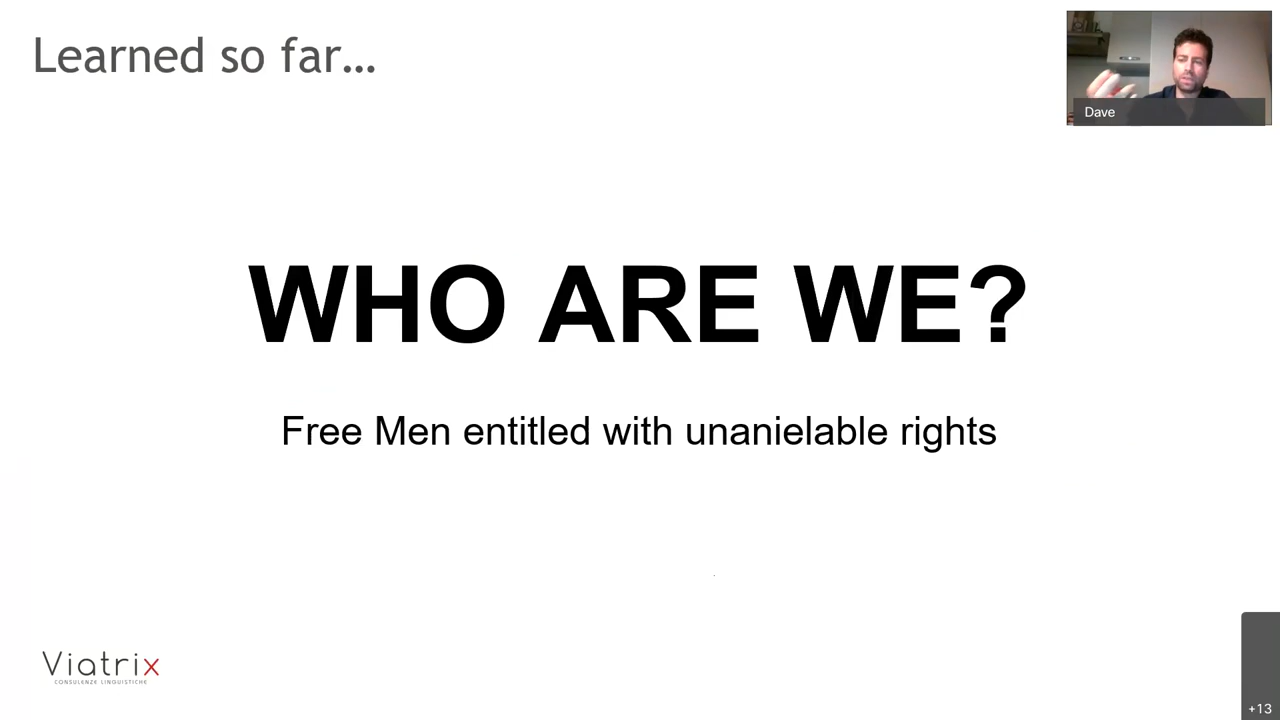 Learned so far...
Dave
WHO ARE WE?
Free Men entitled with unanielable rights
Viatrix
CONSULENZE LINGUISTICHE
+13